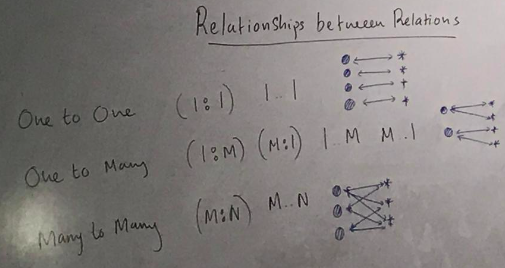 Relationships between Relations
One to One (1:1) 1..1
One to Many (1:M) (M:1) 1..M M..1
Many to Many (M:N) M..N